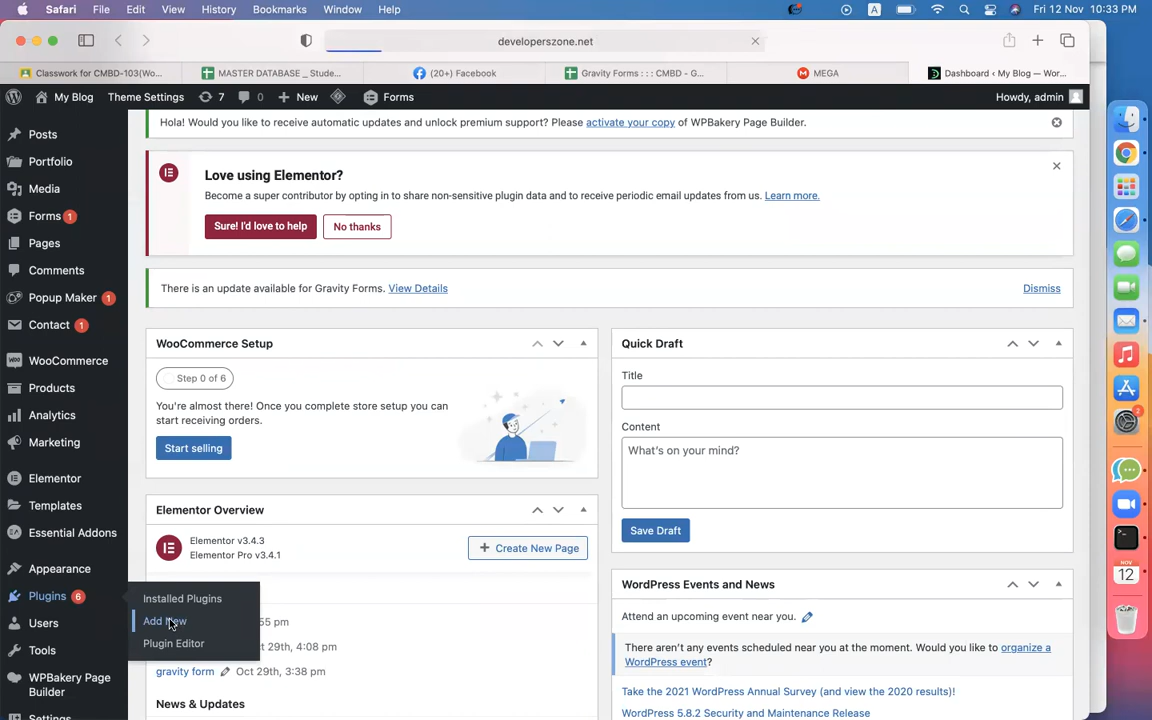 Safari File Edit View History Bookmarks Window Help
A
Fri 12 Nov 10:33 PM
developerszone.net
Classwork for CMBD-103(Wo...
MASTER DATABASE _ Stude...
(20+) Facebook
Gravity Forms : : : CMBD - G...
MEGA
Dashboard ‹ My Blog — Wor...
My Blog Theme Settings 7 0 New Forms Howdy, admin
Posts
Portfolio
Media
Forms 1
Pages
Comments
Popup Maker 1
Contact 1
WooCommerce
Products
Analytics
Marketing
Elementor
Templates
Essential Addons
Appearance
Plugins 6
Users
Tools
WPBakery Page
Builder
Settings
Installed Plugins
Add New
Plugin Editor
Hola! Would you like to receive automatic updates and unlock premium support? Please activate your copy of WPBakery Page Builder.
Love using Elementor?
Become a super contributor by opting in to share non-sensitive plugin data and to receive periodic email updates from us. Learn more.
Sure! I'd love to help
No thanks
There is an update available for Gravity Forms. View Details
Dismiss
WooCommerce Setup
Step 0 of 6
You're almost there! Once you complete store setup you can
start receiving orders.
Start selling
Elementor Overview
Elementor v3.4.3
Elementor Pro v3.4.1
Create New Page
55 pm
t 29th, 4:08 pm
gravity form Oct 29th, 3:38 pm
News & Updates
Quick Draft
Title
Content
What's on your mind?
Save Draft
WordPress Events and News
Attend an upcoming event near you.
There aren't any events scheduled near you at the moment. Would you like to organize a
WordPress event?
Take the 2021 WordPress Annual Survey (and view the 2020 results)!
WordPress 5.8.2 Security and Maintenance Release
2
NOV
12